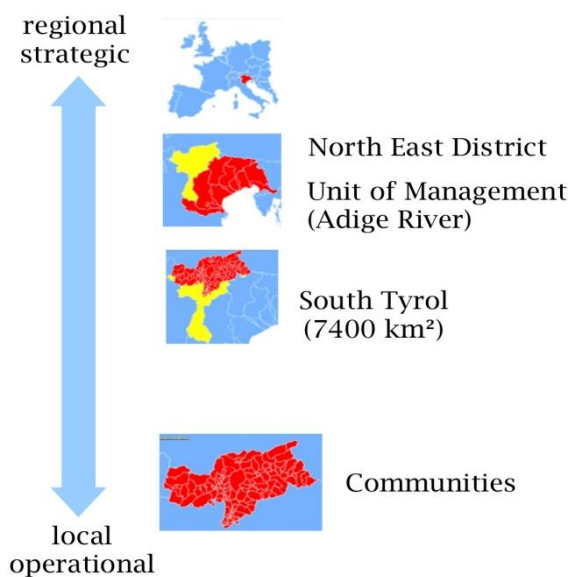 regional
strategic
North East District
Unit of Management
(Adige River)
South Tyrol
(7400 km²)
Communities
local
operational